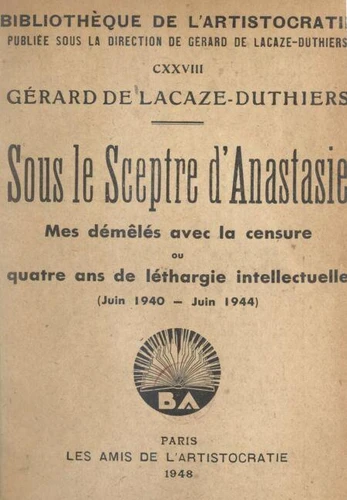 BIBLIOTHÈQUE DE L'ARTISTOCRATIE
PUBLIÉE SOUS LA DIRECTION DE GÉRARD DE LACAZE-DUTHIERS
CXXVIII
GÉRARD DE LACAZE-DUTHIERS
Sous le Sceptre d'Anastasie
Mes démêlés avec la censure
ou
quatre ans de léthargie intellectuelle
(Juin 1940 — Juin 1944)
BA
PARIS
LES AMIS DE L'ARTISTOCRATIE
1948